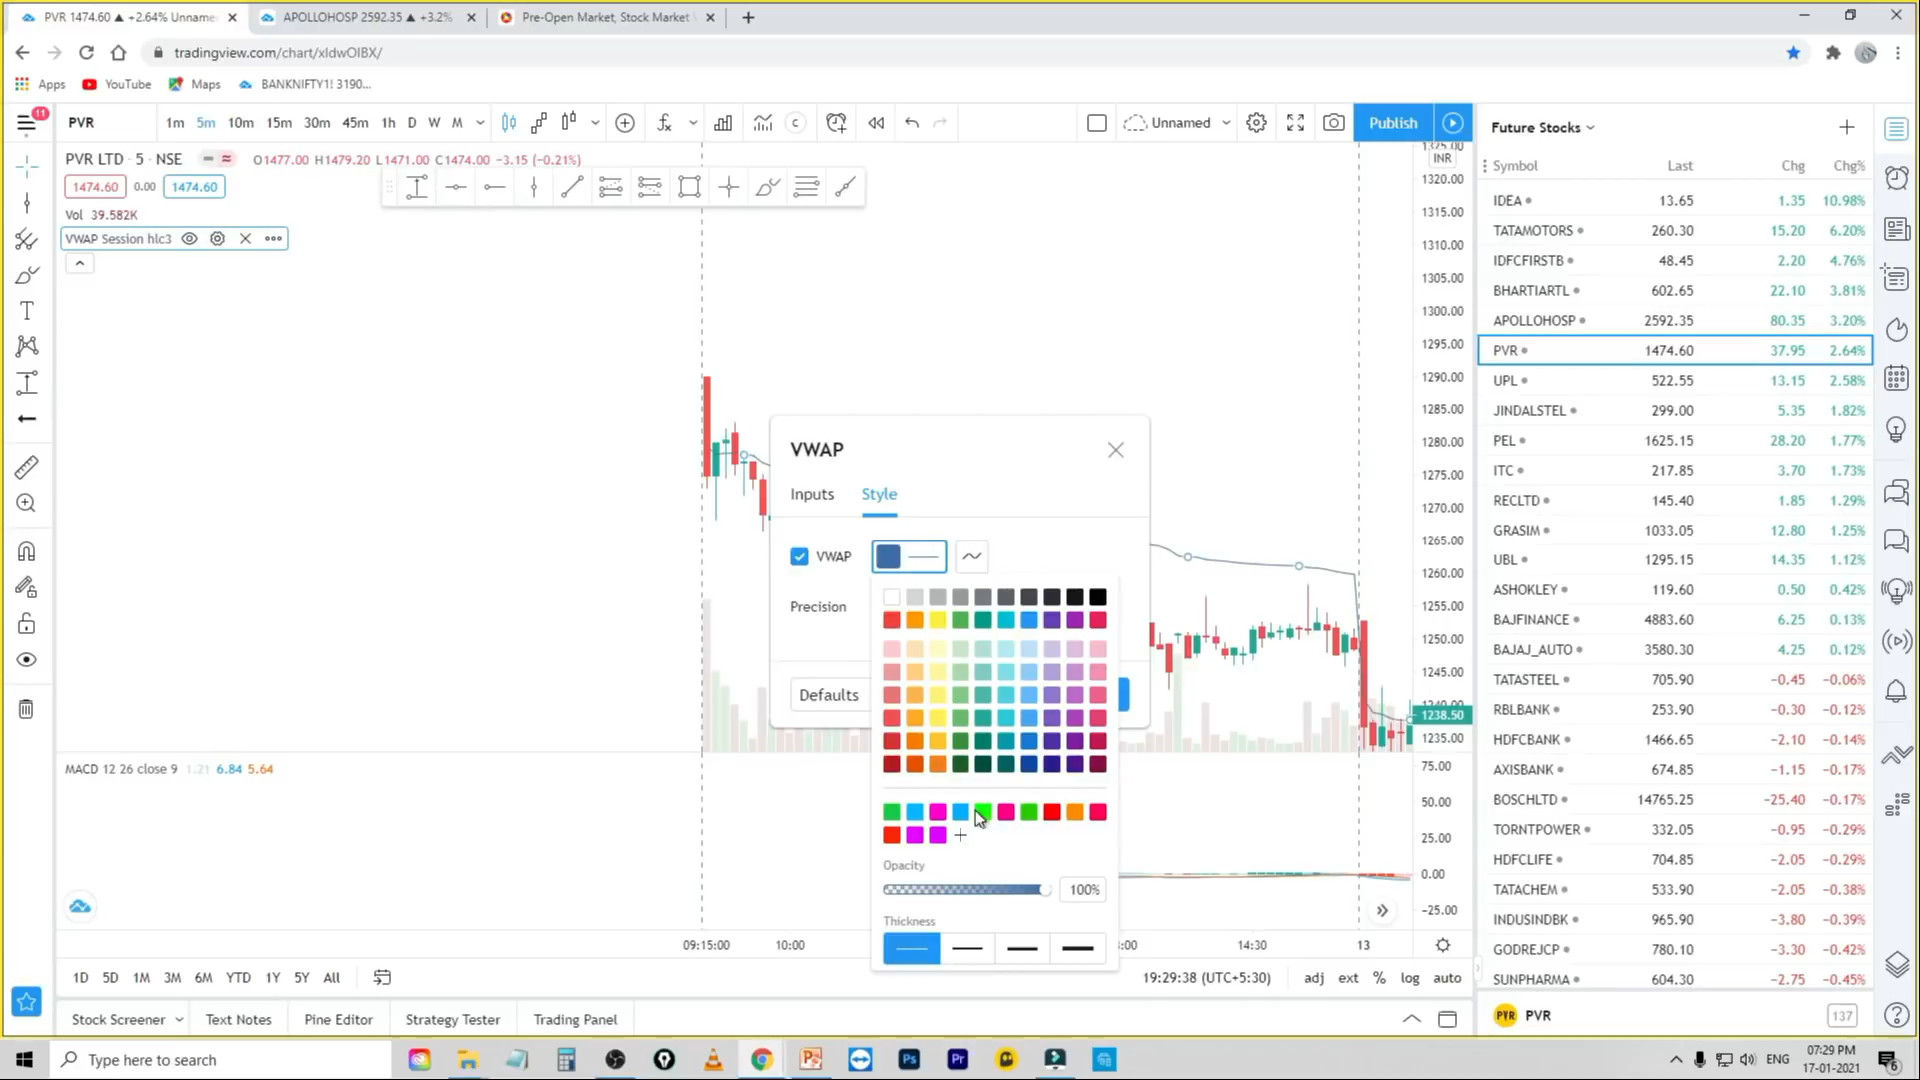 PVR 1474.60 ▲ +2.64% Unname
APOLLOHOSP 2592.35 ▲ +3.2%
Pre-Open Market, Stock Market
tradingview.com/chart/xIdwOIBX/
Apps
YouTube
Maps
BANKNIFTY1! 3190...
11
PVR
1m 5m 10m 15m 30m 45m 1h D W M
Unnamed
Publish
PVR LTD · 5 · NSE
O1477.00 H1479.20 L1471.00 C1474.00 −3.15 (−0.21%)
1474.60 0.00 1474.60
Vol 39.582K
VWAP Session hlc3
1325.00
INR
1320.00
1315.00
1310.00
1305.00
1300.00
1295.00
1290.00
1285.00
1280.00
1275.00
1270.00
1265.00
1260.00
1255.00
1250.00
1245.00
1238.50
1235.00
75.00
50.00
25.00
0.00
−25.00
VWAP
Inputs Style
VWAP
Precision
Defaults
Opacity
100%
Thickness
MACD 12 26 close 9 1.21 6.84 5.64
09:15:00 10:00 14:30 13
1D 5D 1M 3M 6M YTD 1Y 5Y All
19:29:38 (UTC+5:30) adj ext % log auto
Stock Screener Text Notes Pine Editor Strategy Tester Trading Panel
Future Stocks
Symbol Last Chg Chg%
IDEA 13.65 1.35 10.98%
TATAMOTORS 260.30 15.20 6.20%
IDFCFIRSTB 48.45 2.20 4.76%
BHARTIARTL 602.65 22.10 3.81%
APOLLOHOSP 2592.35 80.35 3.20%
PVR 1474.60 37.95 2.64%
UPL 522.55 13.15 2.58%
JINDALSTEL 299.00 5.35 1.82%
PEL 1625.15 28.20 1.77%
ITC 217.85 3.70 1.73%
RECLTD 145.40 1.85 1.29%
GRASIM 1033.05 12.80 1.25%
UBL 1295.15 14.35 1.12%
ASHOKLEY 119.60 0.50 0.42%
BAJFINANCE 4883.60 6.25 0.13%
BAJAJ_AUTO 3580.30 4.25 0.12%
TATASTEEL 705.90 −0.45 −0.06%
RBLBANK 253.90 −0.30 −0.12%
HDFCBANK 1466.65 −2.10 −0.14%
AXISBANK 674.85 −1.15 −0.17%
BOSCHLTD 14765.25 −25.40 −0.17%
TORNTPOWER 332.05 −0.95 −0.29%
HDFCLIFE 704.85 −2.05 −0.29%
TATACHEM 533.90 −2.05 −0.38%
INDUSINDBK 965.90 −3.80 −0.39%
GODREJCP 780.10 −3.30 −0.42%
SUNPHARMA 604.30 −2.75 −0.45%
PVR PVR 137
Type here to search
Ps
Pr
ENG
07:29 PM
17-01-2021
6